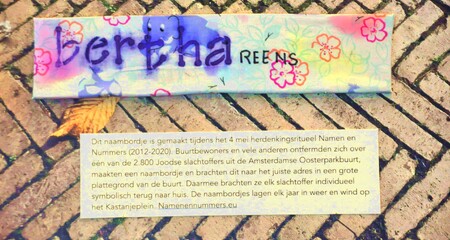 bertha REENS
Dit naambordje is gemaakt tijdens het 4 mei herdenkingsritueel Namen en
Nummers (2012-2020). Buurtbewoners en vele anderen ontfermden zich over
één van de 2.800 Joodse slachtoffers uit de Amsterdamse Oosterparkbuurt,
maakten een naambordje en brachten dit naar het juiste adres in een grote
plattegrond van de buurt. Daarmee brachten ze elk slachtoffer individueel
symbolisch terug naar huis. De naambordjes lagen elk jaar in weer en wind op
het Kastanjeplein. Namenennummers.eu